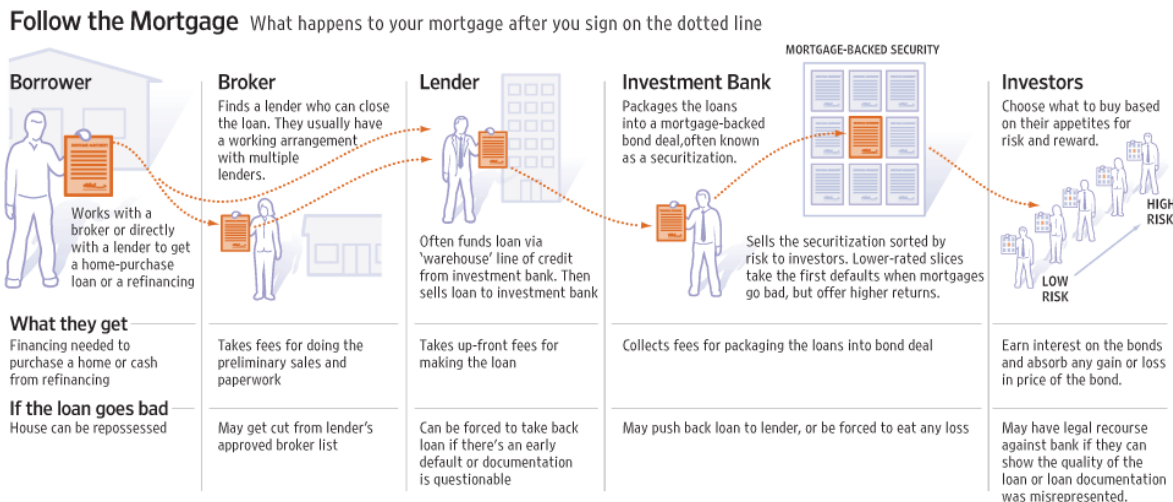 Follow the Mortgage What happens to your mortgage after you sign on the dotted line
Borrower
Works with a
broker or directly
with a lender to get
a home-purchase
loan or a refinancing
Broker
Finds a lender who can close
the loan. They usually have
a working arrangement
with multiple
lenders.
Lender
Often funds loan via
'warehouse' line of credit
from investment bank. Then
sells loan to investment bank
Investment Bank
Packages the loans
into a mortgage-backed
bond deal,often known
as a securitization.
MORTGAGE-BACKED SECURITY
Sells the securitization sorted by
risk to investors. Lower-rated slices
take the first defaults when mortgages
go bad, but offer higher returns.
Investors
Choose what to buy based
on their appetites for
risk and reward.
HIGH
RISK
LOW
RISK
What they get
Financing needed to
purchase a home or cash
from refinancing
Takes fees for doing the
preliminary sales and
paperwork
Takes up-front fees for
making the loan
Collects fees for packaging the loans into bond deal
Earn interest on the bonds
and absorb any gain or loss
in price of the bond.
If the loan goes bad
House can be repossessed
May get cut from lender's
approved broker list
Can be forced to take back
loan if there's an early
default or documentation
is questionable
May push back loan to lender, or be forced to eat any loss
May have legal recourse
against bank if they can
show the quality of the
loan or loan documentation
was misrepresented.